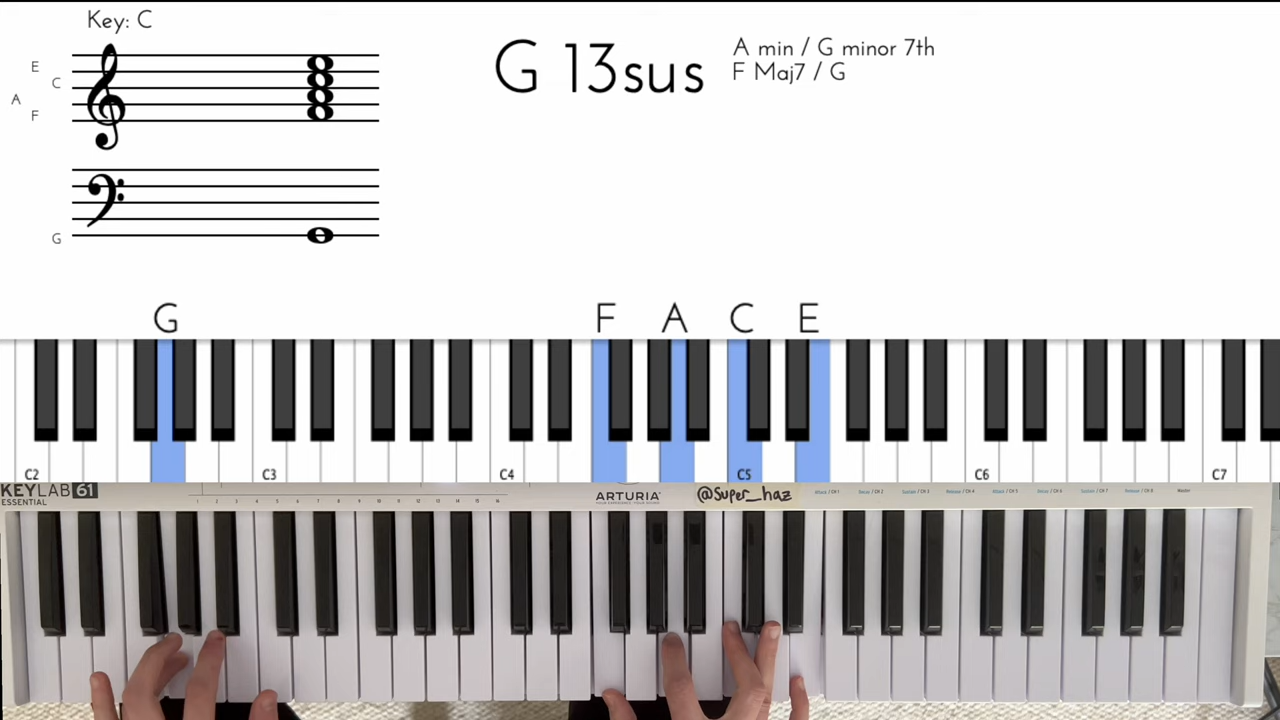 Key: C
G 13sus
A min / G minor 7th
F Maj7 / G
E
C
A
F
G
G F A C E
C2 C3 C4 C5 C6 C7
KEYLAB 61
ESSENTIAL
ARTURIA
@Super_haz